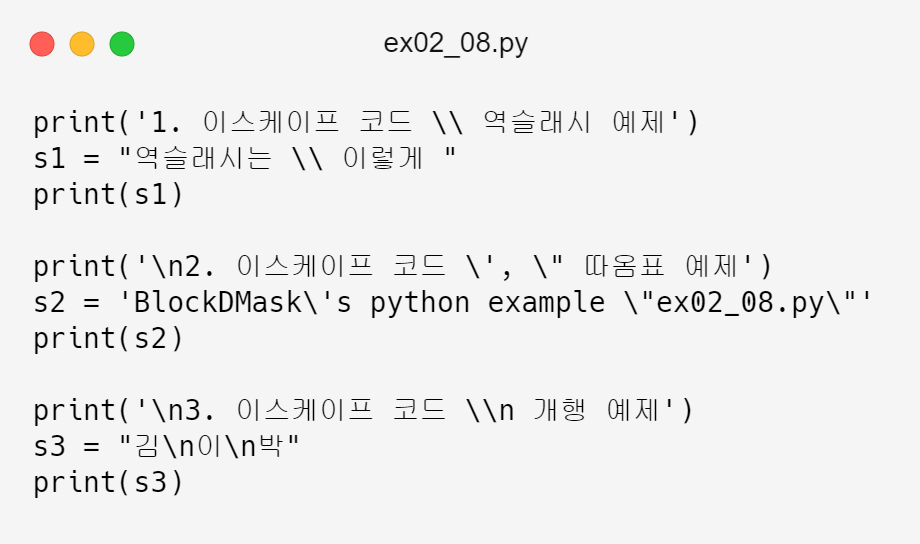 ex02_08.py
print('1. 이스케이프 코드 \\ 역슬래시 예제')
s1 = "역슬래시는 \\ 이렇게 "
print(s1)
print('\n2. 이스케이프 코드 \', \" 따옴표 예제')
s2 = 'BlockDMask\'s python example \"ex02_08.py\"'
print(s2)
print('\n3. 이스케이프 코드 \\n 개행 예제')
s3 = "김\n이\n박"
print(s3)